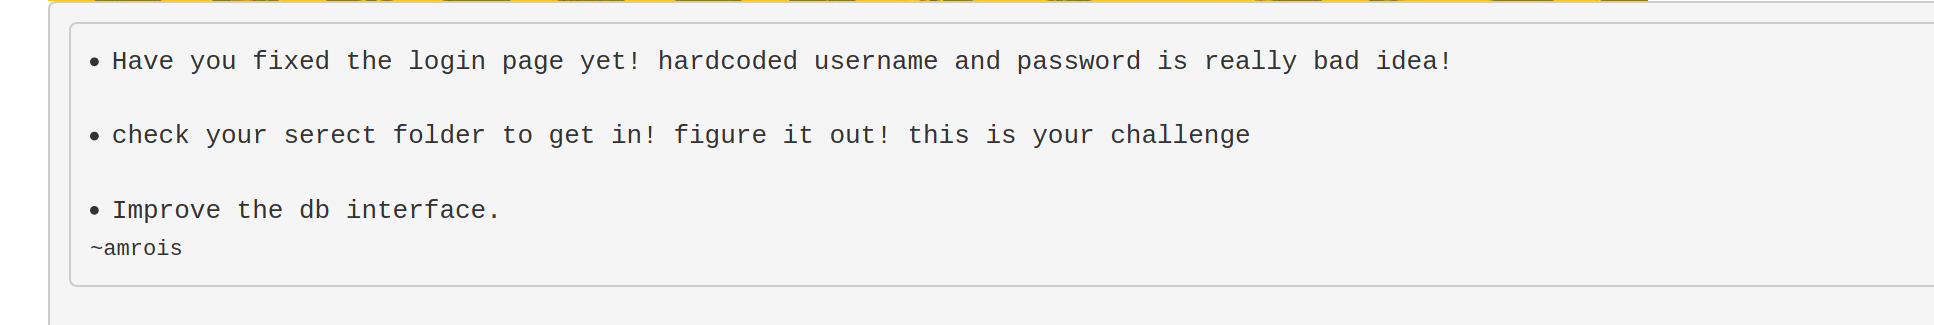 • Have you fixed the login page yet! hardcoded username and password is really bad idea!
• check your serect folder to get in! figure it out! this is your challenge
• Improve the db interface.
~amrois